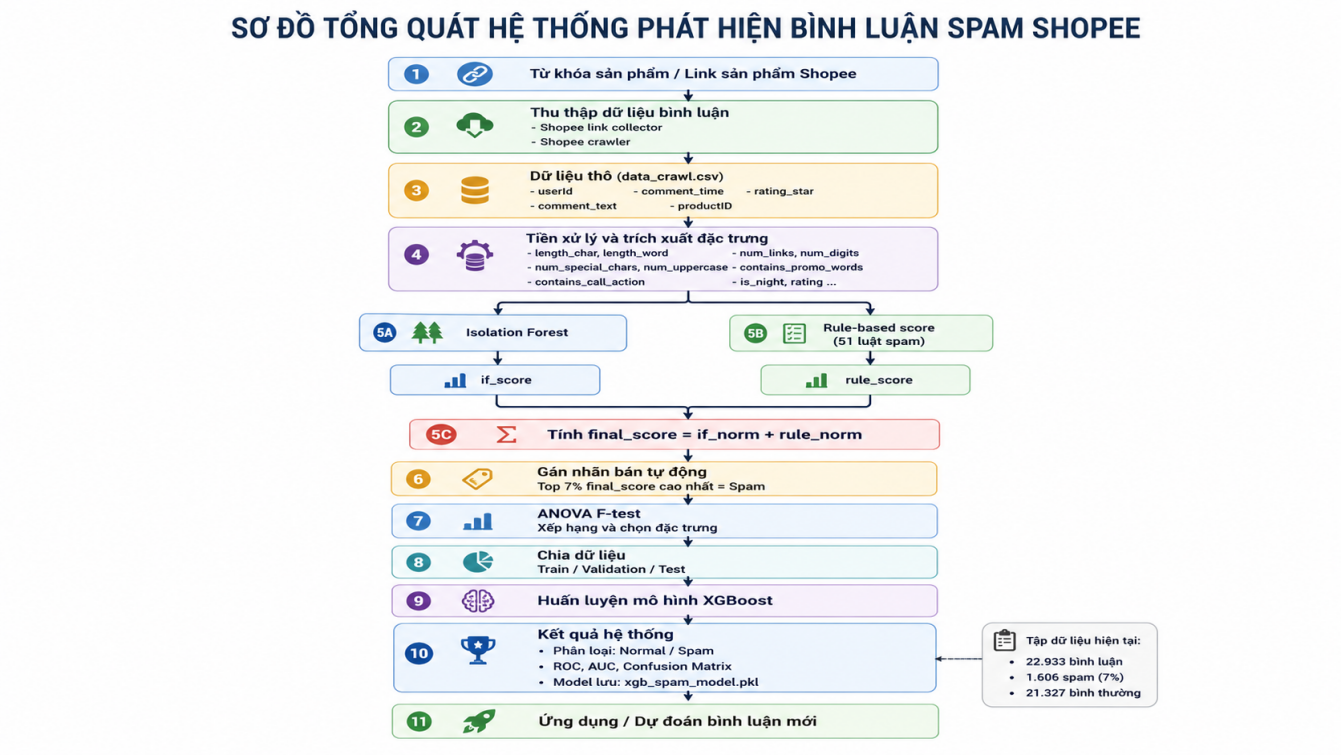 SƠ ĐỒ TỔNG QUÁT HỆ THỐNG PHÁT HIỆN BÌNH LUẬN SPAM SHOPEE
1 Từ khóa sản phẩm / Link sản phẩm Shopee
2 Thu thập dữ liệu bình luận
- Shopee link collector
- Shopee crawler
3 Dữ liệu thô (data_crawl.csv)
- userId - comment_time - rating_star
- comment_text - productID
4 Tiền xử lý và trích xuất đặc trưng
- length_char, length_word - num_links, num_digits
- num_special_chars, num_uppercase - contains_promo_words
- contains_call_action - is_night, rating ...
5A Isolation Forest
5B Rule-based score
(51 luật spam)
if_score
rule_score
5C Σ Tính final_score = if_norm + rule_norm
6 Gán nhãn bán tự động
Top 7% final_score cao nhất = Spam
7 ANOVA F-test
Xếp hạng và chọn đặc trưng
8 Chia dữ liệu
Train / Validation / Test
9 Huấn luyện mô hình XGBoost
10 Kết quả hệ thống
• Phân loại: Normal / Spam
• ROC, AUC, Confusion Matrix
• Model lưu: xgb_spam_model.pkl
Tập dữ liệu hiện tại:
• 22.933 bình luận
• 1.606 spam (7%)
• 21.327 bình thường
11 Ứng dụng / Dự đoán bình luận mới